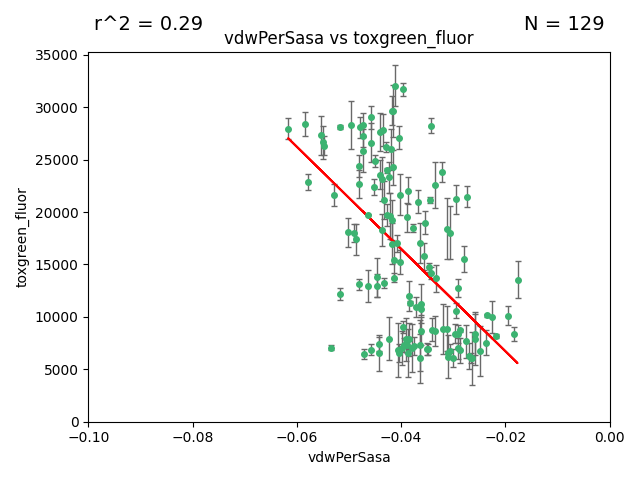 r^2 = 0.29 N = 129
vdwPerSasa vs toxgreen_fluor
35000
30000
25000
20000
15000
10000
5000
0
toxgreen_fluor
−0.10 −0.08 −0.06 −0.04 −0.02 0.00
vdwPerSasa